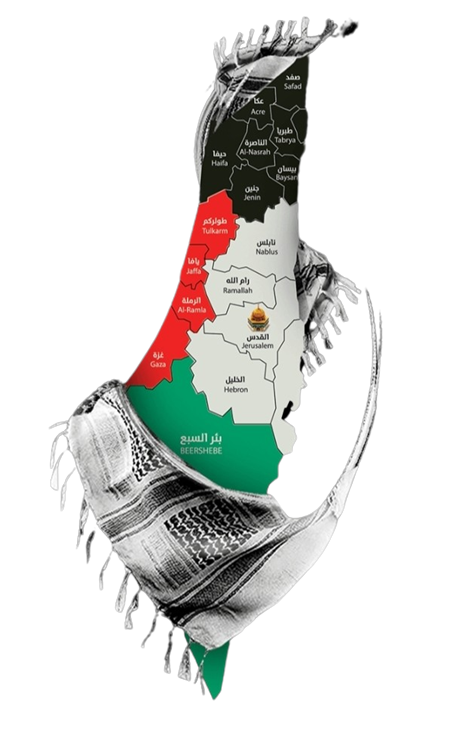 صفد
Safad
عكا
Acre
طبريا
Tabrya
الناصرة
Al-Nasrah
حيفا
Haifa
بيسان
Baysan
جنين
Jenin
طولكرم
Tulkarm
نابلس
Nablus
يافا
Jaffa
رام الله
Ramallah
الرملة
Al-Ramla
القدس
Jerusalem
غزة
Gaza
الخليل
Hebron
بئر السبع
BEERSHEBE